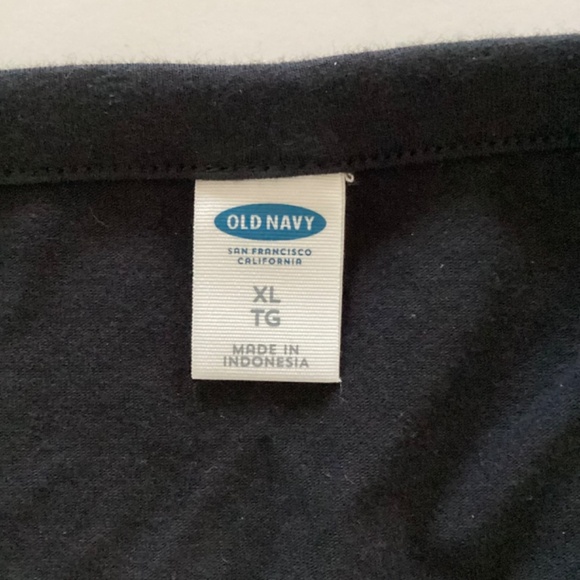 OLD NAVY
SAN FRANCISCO
CALIFORNIA
XL
TG
MADE IN
INDONESIA